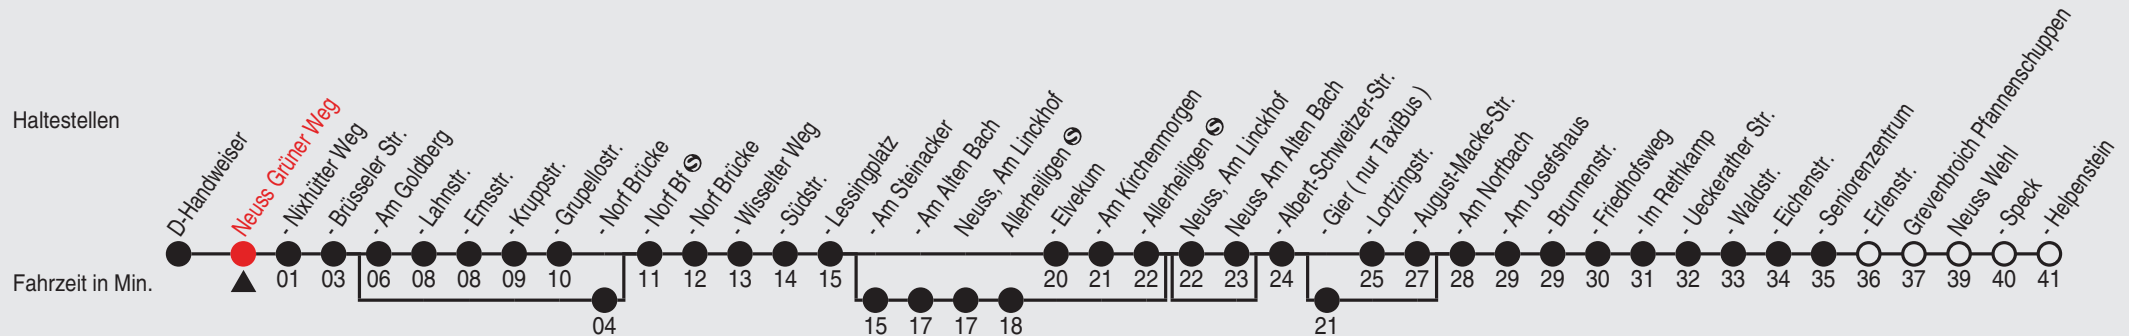 Haltestellen
D-Handweiser
Neuss Grüner Weg
- Nixhütter Weg
- Brüsseler Str.
- Am Goldberg
- Lahnstr.
- Emsstr.
- Kruppstr.
- Grupellostr.
- Norf Brücke
- Norf Bf S
- Norf Brücke
- Wisselter Weg
- Südstr.
- Lessingplatz
- Am Steinacker
- Am Alten Bach
Neuss, Am Linckhof
Allerheiligen S
- Elvekum
- Am Kirchenmorgen
- Allerheiligen S
Neuss, Am Linckhof
Neuss Am Alten Bach
- Albert-Schweitzer-Str.
- Gier ( nur TaxiBus )
- Lortzingstr.
- August-Macke-Str.
- Am Norfbach
- Am Josefshaus
- Brunnenstr.
- Friedhofsweg
- Im Rethkamp
- Ueckerather Str.
- Waldstr.
- Eichenstr.
- Seniorenzentrum
- Erlenstr.
Grevenbroich Pfannenschuppen
Neuss Wehl
- Speck
- Helpenstein
Fahrzeit in Min.
01 03 06 08 08 09 10 11 12 13 14 15 20 21 22 22 23 24 25 27 28 29 29 30 31 32 33 34 35 36 37 39 40 41
04 15 17 17 18 21